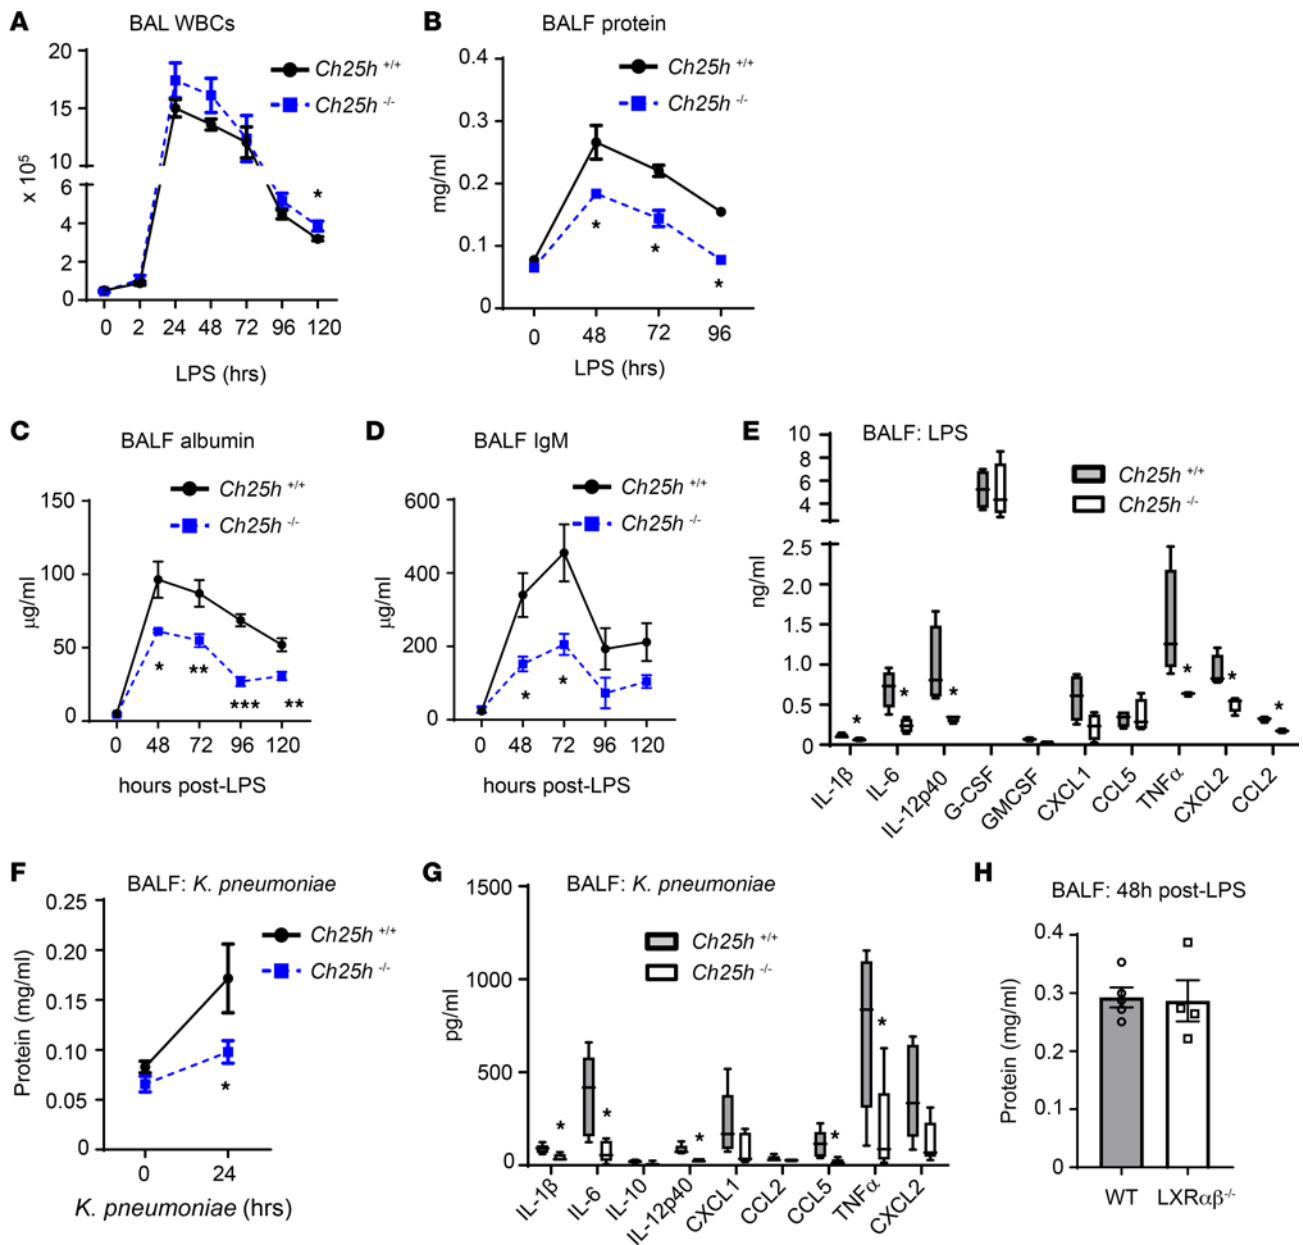 A
BAL WBCs
20
15
10
6
4
2
0
x 10⁵
Ch25h +/+
Ch25h -/-
*
0 2 24 48 72 96 120
LPS (hrs)
B
BALF protein
0.4
0.3
0.2
0.1
0
mg/ml
Ch25h +/+
Ch25h -/-
*
*
*
0 48 72 96
LPS (hrs)
C
BALF albumin
150
100
50
0
µg/ml
Ch25h +/+
Ch25h -/-
* ** *** **
0 48 72 96 120
hours post-LPS
D
BALF IgM
600
400
200
0
µg/ml
Ch25h +/+
Ch25h -/-
* *
0 48 72 96 120
hours post-LPS
E
BALF: LPS
10
8
6
4
2.5
2.0
1.5
1.0
0.5
0
ng/ml
Ch25h +/+
Ch25h -/-
* * * * * *
IL-1β IL-6 IL-12p40 G-CSF GMCSF CXCL1 CCL5 TNFα CXCL2 CCL2
F
BALF: K. pneumoniae
0.25
0.20
0.15
0.10
0.05
0
Protein (mg/ml)
Ch25h +/+
Ch25h -/-
*
0 24
K. pneumoniae (hrs)
G
BALF: K. pneumoniae
1500
1000
500
0
pg/ml
Ch25h +/+
Ch25h -/-
* * * * *
IL-1β IL-6 IL-10 IL-12p40 CXCL1 CCL2 CCL5 TNFα CXCL2
H
BALF: 48h post-LPS
0.4
0.3
0.2
0.1
0
Protein (mg/ml)
WT LXRαβ-/-